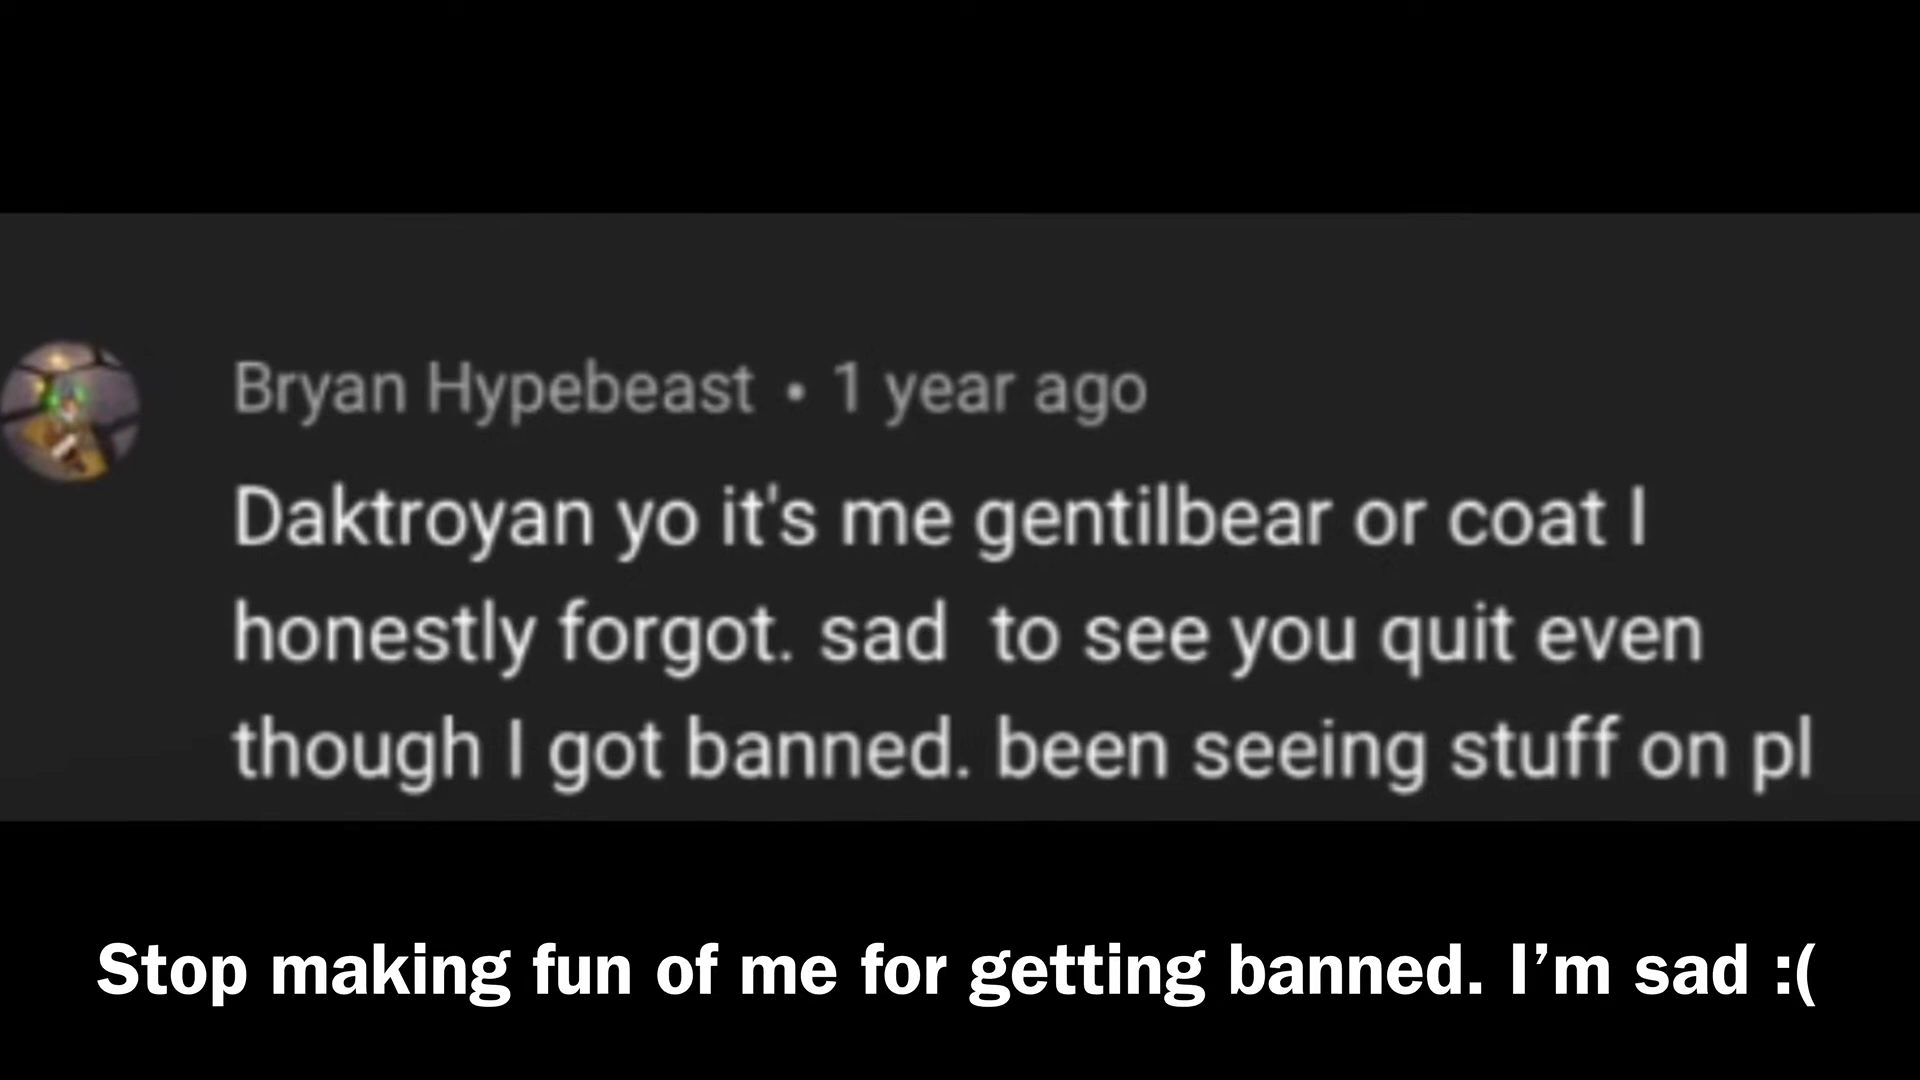 Bryan Hypebeast • 1 year ago
Daktroyan yo it's me gentilbear or coat I
honestly forgot. sad  to see you quit even
though I got banned. been seeing stuff on pl
Stop making fun of me for getting banned. I’m sad :(